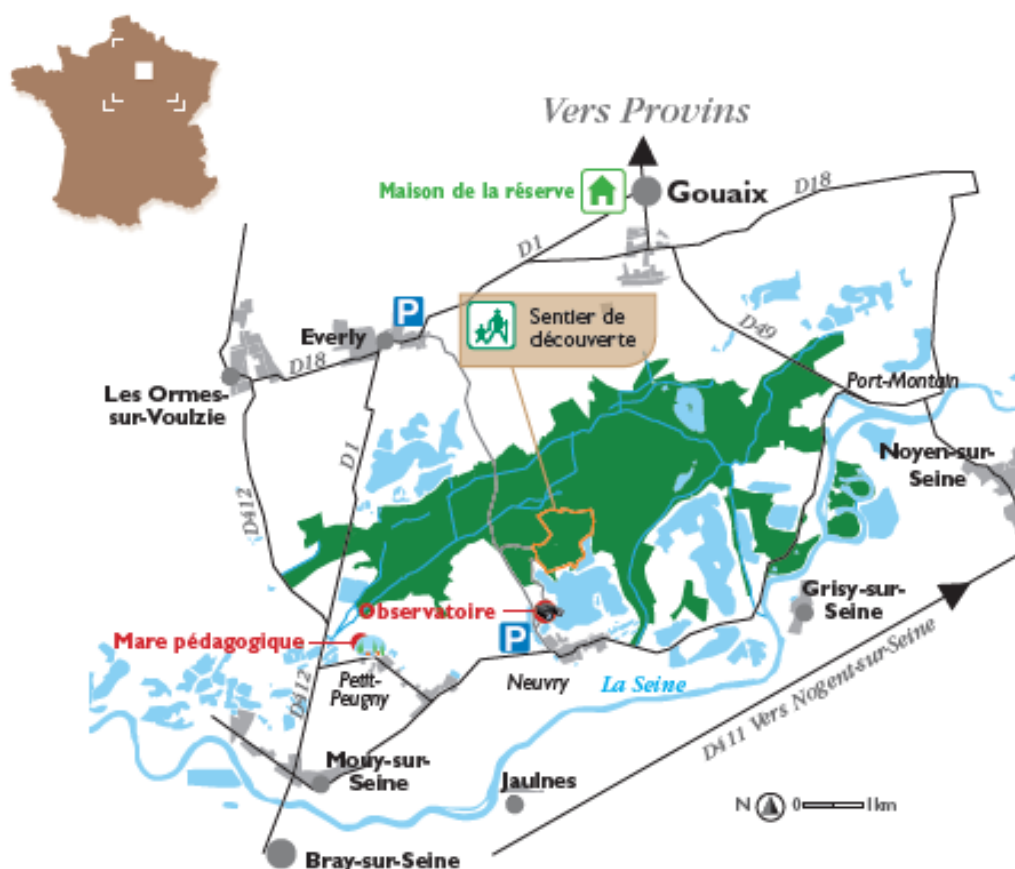 Vers Provins
Maison de la réserve
Gouaix
D18
D1
P
Sentier de
découverte
Everly
D49
D18
Port-Montain
Les Ormes-
sur-Voulzie
D1
Noyen-sur-
Seine
D412
Observatoire
Grisy-sur-
Seine
Mare pédagogique
P
Petit-
Peugny
Neuvry
La Seine
D412
D411 Vers Nogent-sur-Seine
Mouy-sur-
Seine
Jaulnes
N 0 1km
Bray-sur-Seine